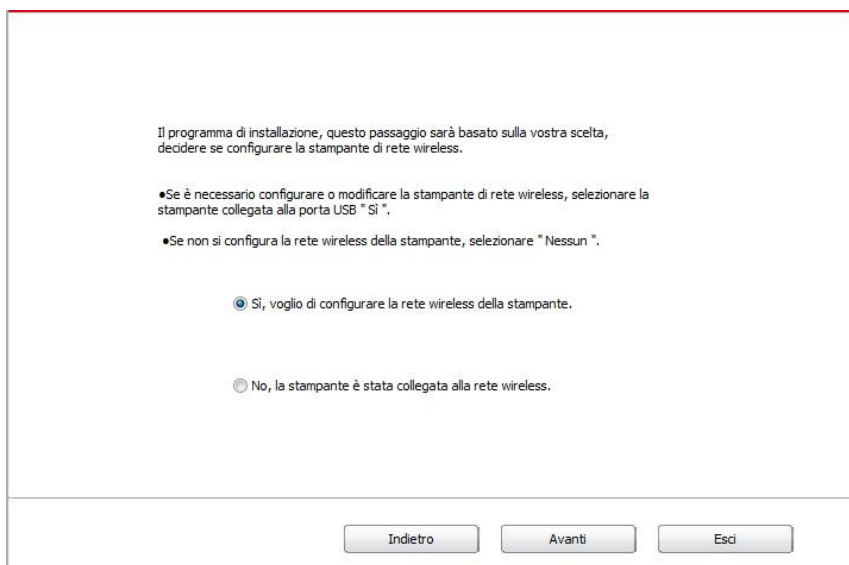 Il programma di installazione, questo passaggio sarà basato sulla vostra scelta,
decidere se configurare la stampante di rete wireless.
●Se è necessario configurare o modificare la stampante di rete wireless, selezionare la
stampante collegata alla porta USB " Sì ".
●Se non si configura la rete wireless della stampante, selezionare " Nessun ".
Sì, voglio di configurare la rete wireless della stampante.
No, la stampante è stata collegata alla rete wireless.
Indietro Avanti Esci